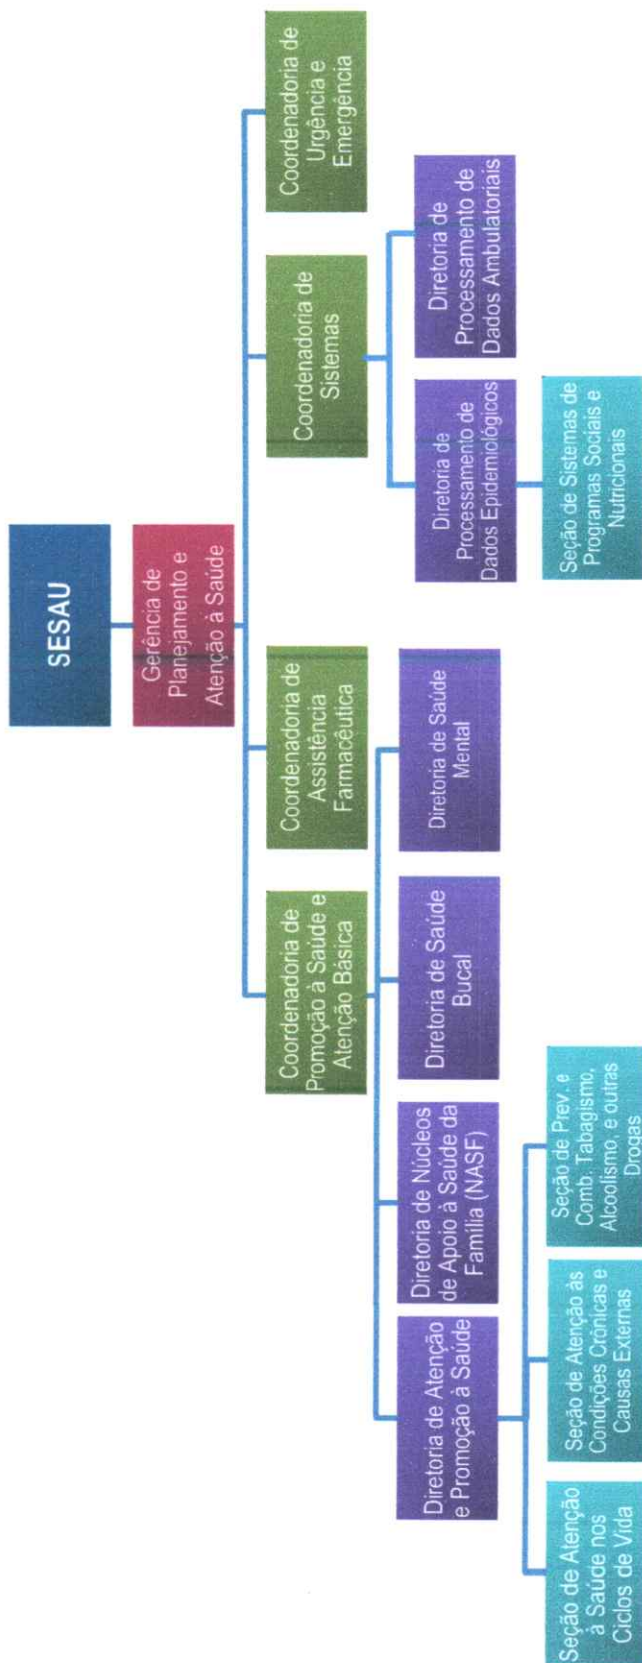 SESAU
Gerência de
Planejamento e
Atenção à Saúde
Coordenadoria de
Promoção à Saúde e
Atenção Básica
Coordenadoria de
Assistência
Farmacêutica
Coordenadoria de
Sistemas
Coordenadoria de
Urgência e
Emergência
Diretoria de Atenção
e Promoção à Saúde
Diretoria de Núcleos
de Apoio à Saúde da
Família (NASF)
Diretoria de Saúde
Bucal
Diretoria de Saúde
Mental
Diretoria de
Processamento de
Dados Epidemiológicos
Diretoria de
Processamento de
Dados Ambulatoriais
Seção de Atenção
à Saúde nos
Ciclos de Vida
Seção de Atenção às
Condições Crónicas e
Causas Externas
Seção de Prev. e
Comb. Tabagismo,
Alcoolismo, e outras
Drogas
Seção de Sistemas de
Programas Sociais e
Nutricionais